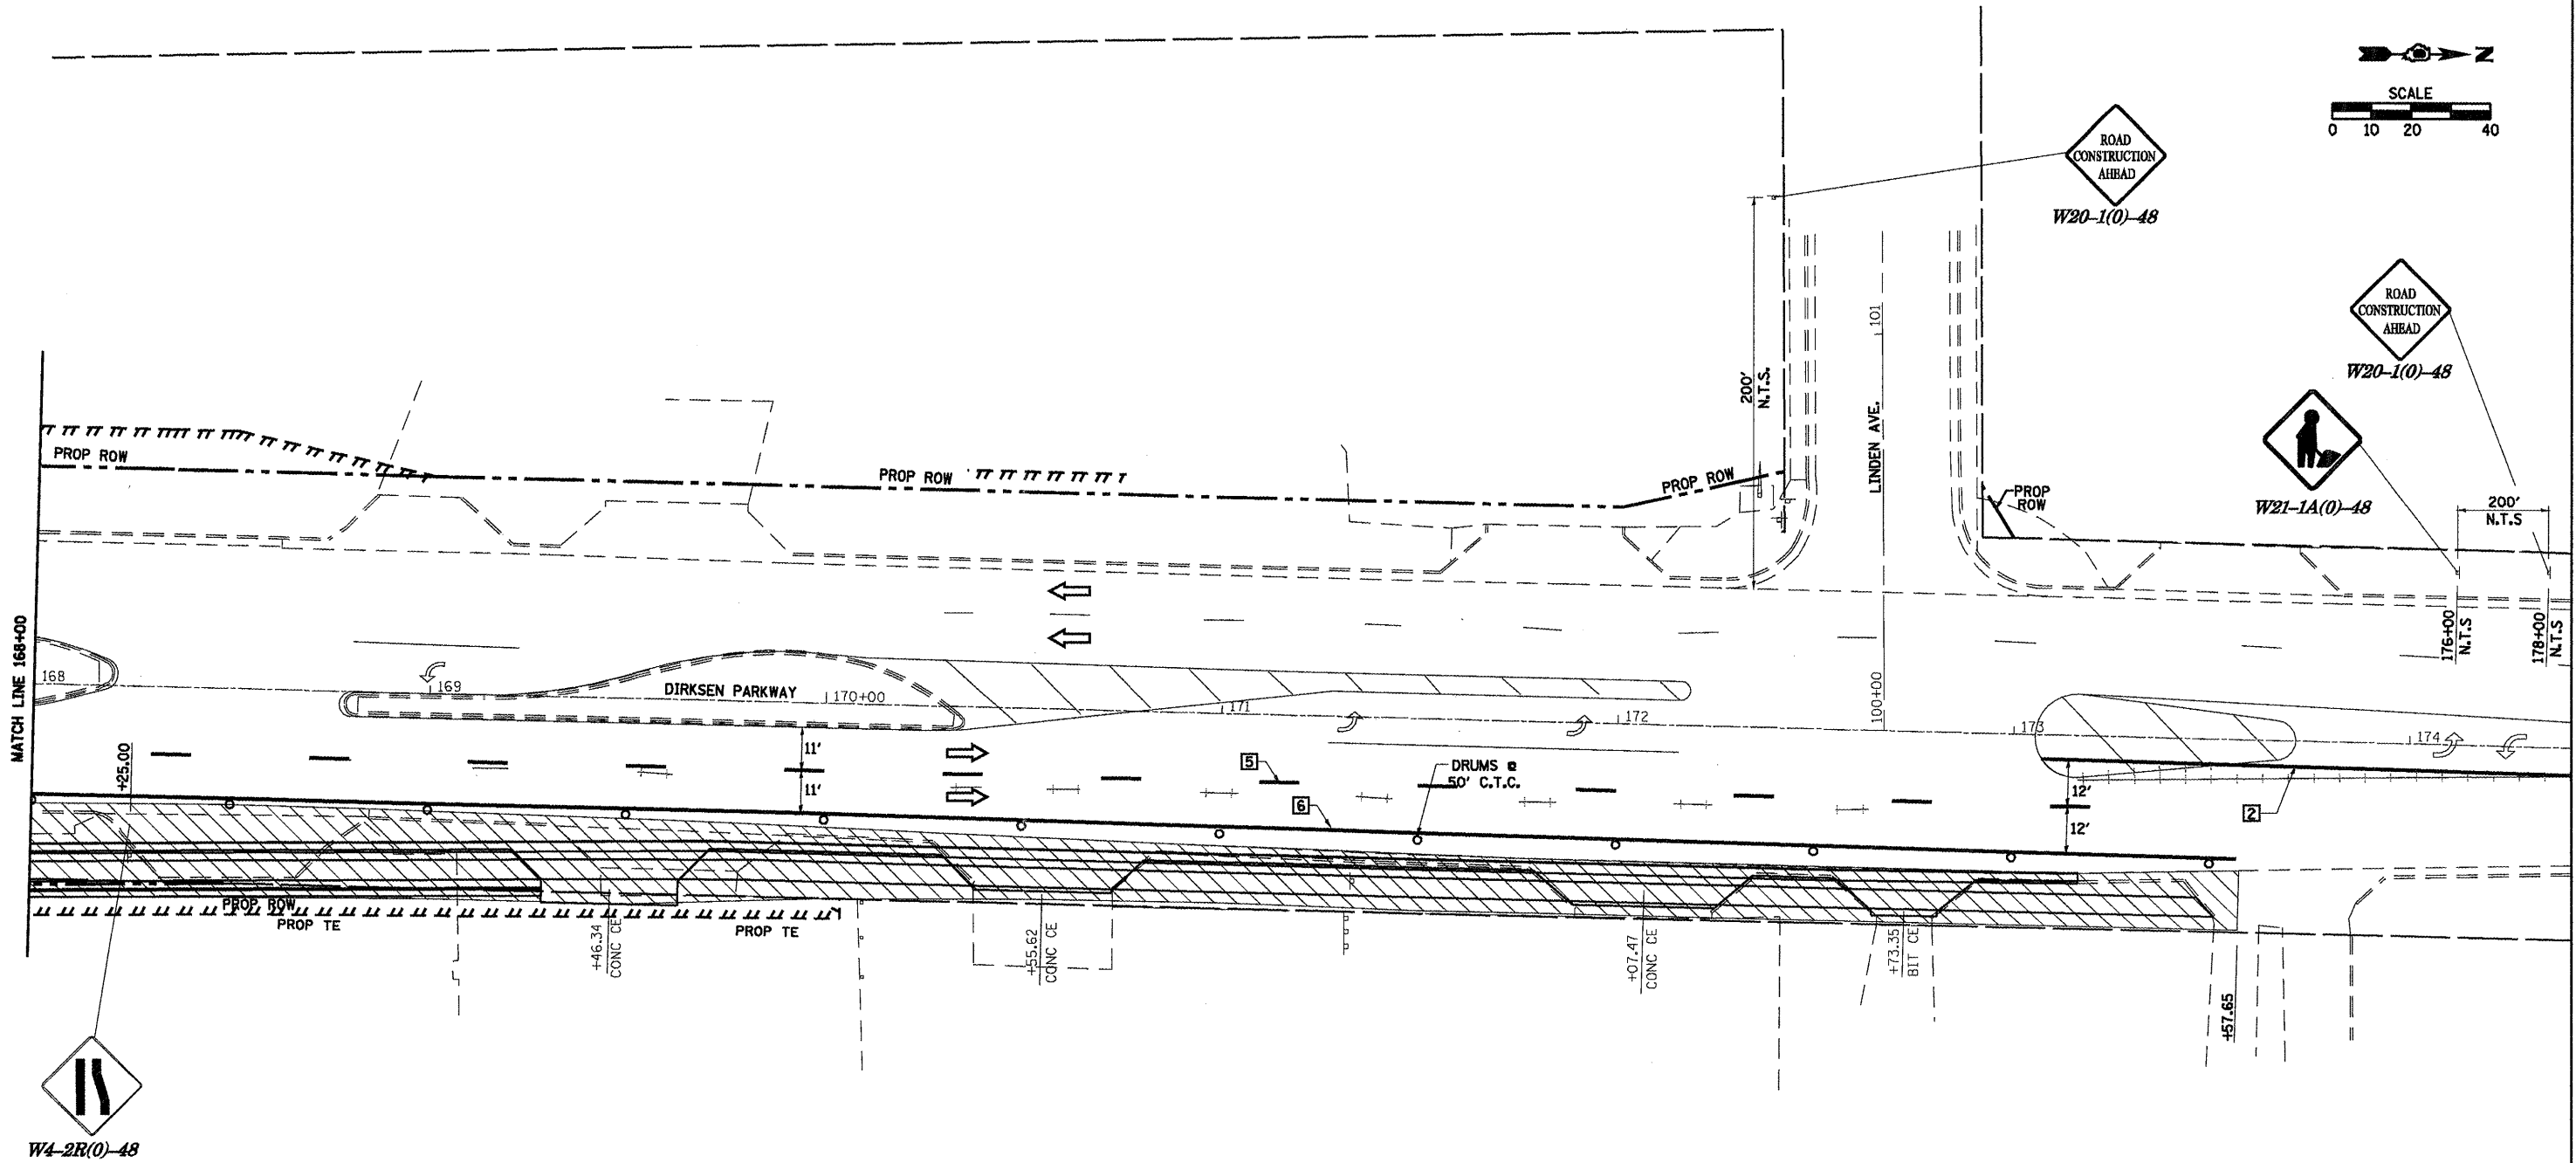 N
SCALE
0 10 20 40
ROAD
CONSTRUCTION
AHEAD
W20-1(0)-48
ROAD
CONSTRUCTION
AHEAD
W20-1(0)-48
W21-1A(0)-48
200'
N.T.S.
LINDEN AVE.
101
100+00
PROP ROW
PROP ROW
PROP ROW
PROP
ROW
200'
N.T.S
176+00
N.T.S
178+00
N.T.S
MATCH LINE 168+00
168
169
DIRKSEN PARKWAY
170+00
171
172
173
174
+25.00
11'
11'
5
DRUMS @
50' C.T.C.
6
12'
12'
2
PROP ROW
PROP TE
PROP TE
+46.34
CONC CE
+55.62
CONC CE
+07.47
CONC CE
+73.35
BIT CE
+57.65
W4-2R(0)-48